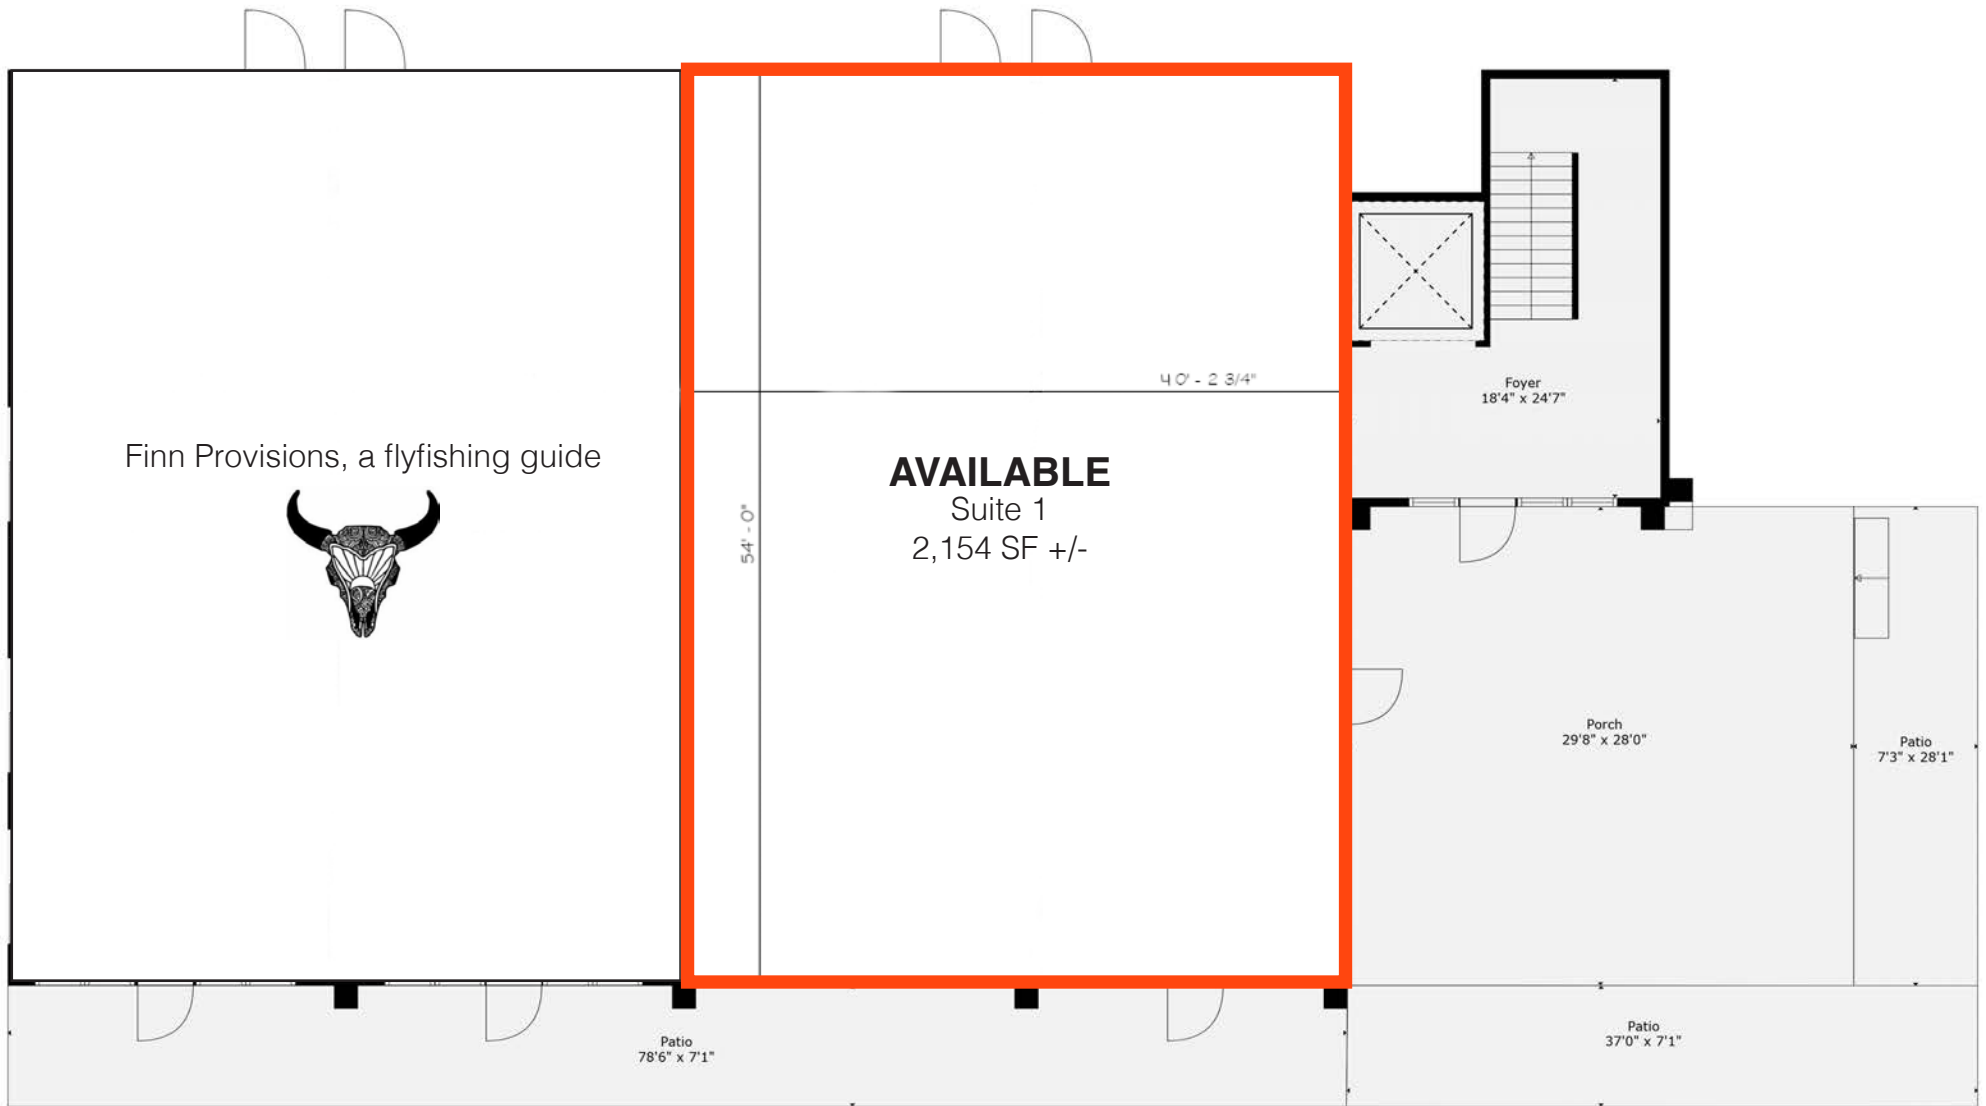 40' - 2 3/4"
Foyer
18'4" x 24'7"
Finn Provisions, a flyfishing guide
AVAILABLE
Suite 1
2,154 SF +/-
54' - 0"
Porch
29'8" x 28'0"
Patio
7'3" x 28'1"
Patio
78'6" x 7'1"
Patio
37'0" x 7'1"